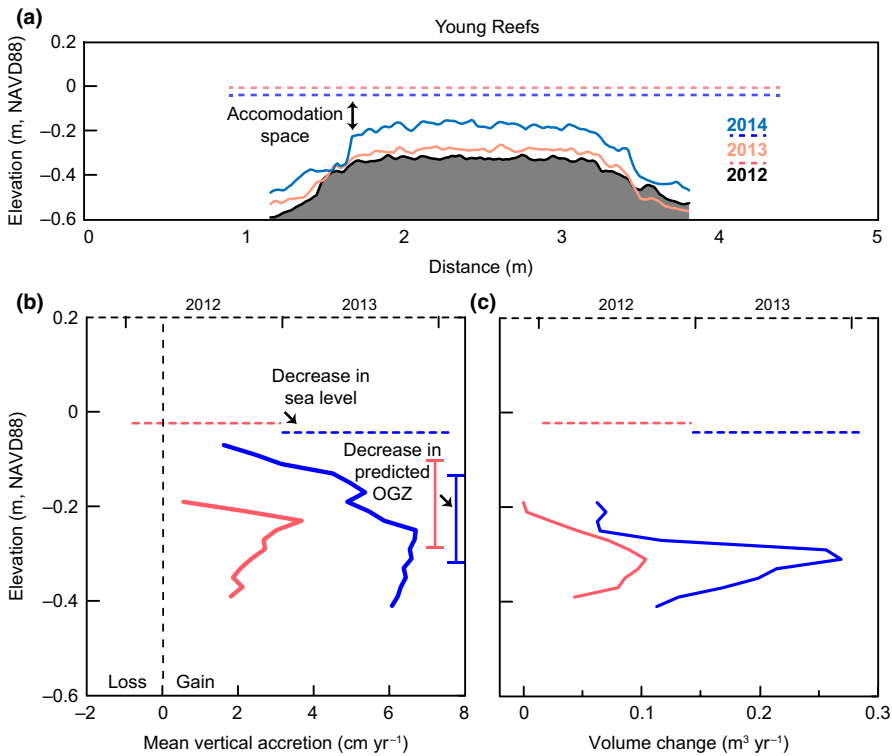 (a)
Young Reefs
Elevation (m, NAVD88)
0.2
0
−0.2
−0.4
−0.6
Accomodation
space
2014
2013
2012
0
1
2
3
4
5
Distance (m)
(b)
2012
2013
Elevation (m, NAVD88)
0.2
0
−0.2
−0.4
−0.6
Decrease in
sea level
Decrease in
predicted
OGZ
Loss
Gain
−2
0
2
4
6
8
Mean vertical accretion (cm yr⁻¹)
(c)
2012
2013
0
0.1
0.2
0.3
Volume change (m³ yr⁻¹)